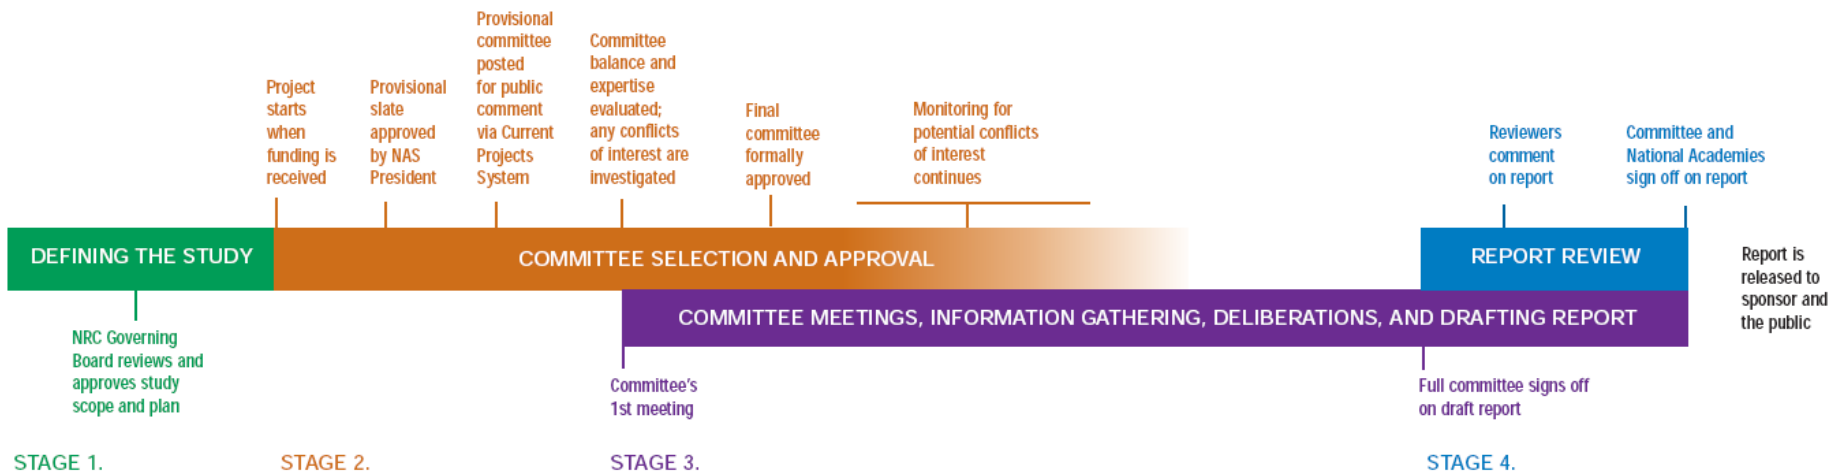 Project
starts
when
funding is
received
Provisional
slate
approved
by NAS
President
Provisional
committee
posted
for public
comment
via Current
Projects
System
Committee
balance and
expertise
evaluated;
any conflicts
of interest are
investigated
Final
committee
formally
approved
Monitoring for
potential conflicts
of interest
continues
Reviewers
comment
on report
Committee and
National Academies
sign off on report
DEFINING THE STUDY
COMMITTEE SELECTION AND APPROVAL
REPORT REVIEW
Report is
released to
sponsor and
the public
COMMITTEE MEETINGS, INFORMATION GATHERING, DELIBERATIONS, AND DRAFTING REPORT
NRC Governing
Board reviews and
approves study
scope and plan
Committee's
1st meeting
Full committee signs off
on draft report
STAGE 1.
STAGE 2.
STAGE 3.
STAGE 4.